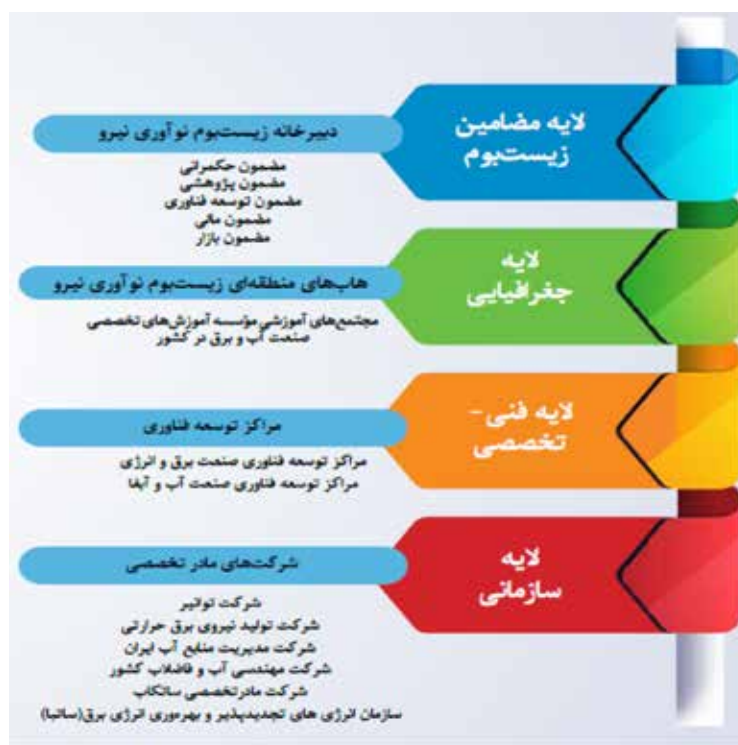 لایه مضامین
زیست‌بوم
دبیرخانه زیست‌بوم نوآوری نیرو
مضمون حکمرانی
مضمون پژوهشی
مضمون توسعه فناوری
مضمون مالی
مضمون بازار
لایه
جغرافیایی
هاب‌های منطقه‌ای زیست‌بوم نوآوری نیرو
مجتمع‌های آموزشی مؤسسه آموزش‌های تخصصی
صنعت آب و برق در کشور
لایه فنی-
تخصصی
مراکز توسعه فناوری
مراکز توسعه فناوری صنعت برق و انرژی
مراکز توسعه فناوری صنعت آب و آبفا
لایه
سازمانی
شرکت‌های مادر تخصصی
شرکت توانیر
شرکت تولید نیروی برق حرارتی
شرکت مدیریت منابع آب ایران
شرکت مهندسی آب و فاضلاب کشور
شرکت مادرتخصصی ساتکاب
سازمان انرژی های تجدیدپذیر و بهره‌وری انرژی برق(ساتبا)